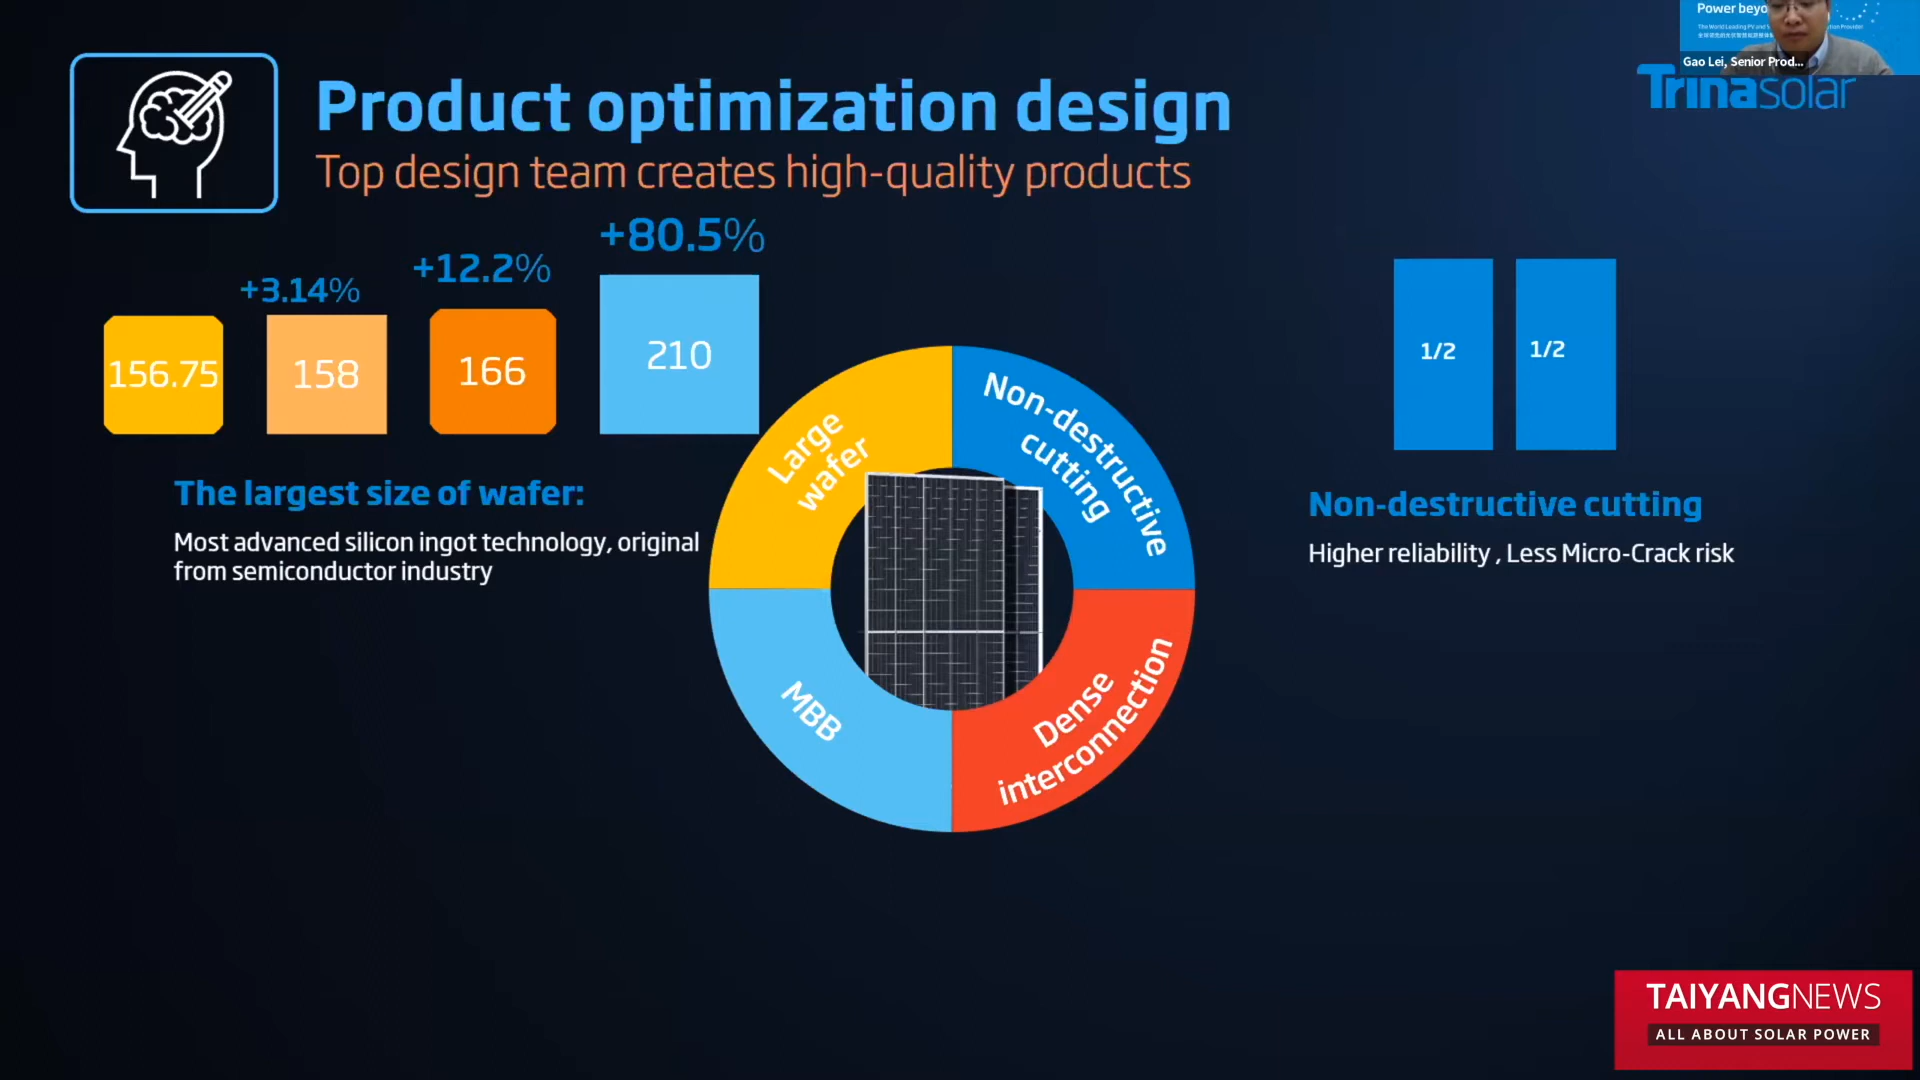 Power beyo
Gao Lei, Senior Prod...
Trinasolar
Product optimization design
Top design team creates high-quality products
+3.14%
+12.2%
+80.5%
156.75
158
166
210
The largest size of wafer:
Most advanced silicon ingot technology, original
from semiconductor industry
Large
wafer
Non-destructive
cutting
MBB
Dense
interconnection
1/2
1/2
Non-destructive cutting
Higher reliability , Less Micro-Crack risk
TAIYANGNEWS
ALL ABOUT SOLAR POWER